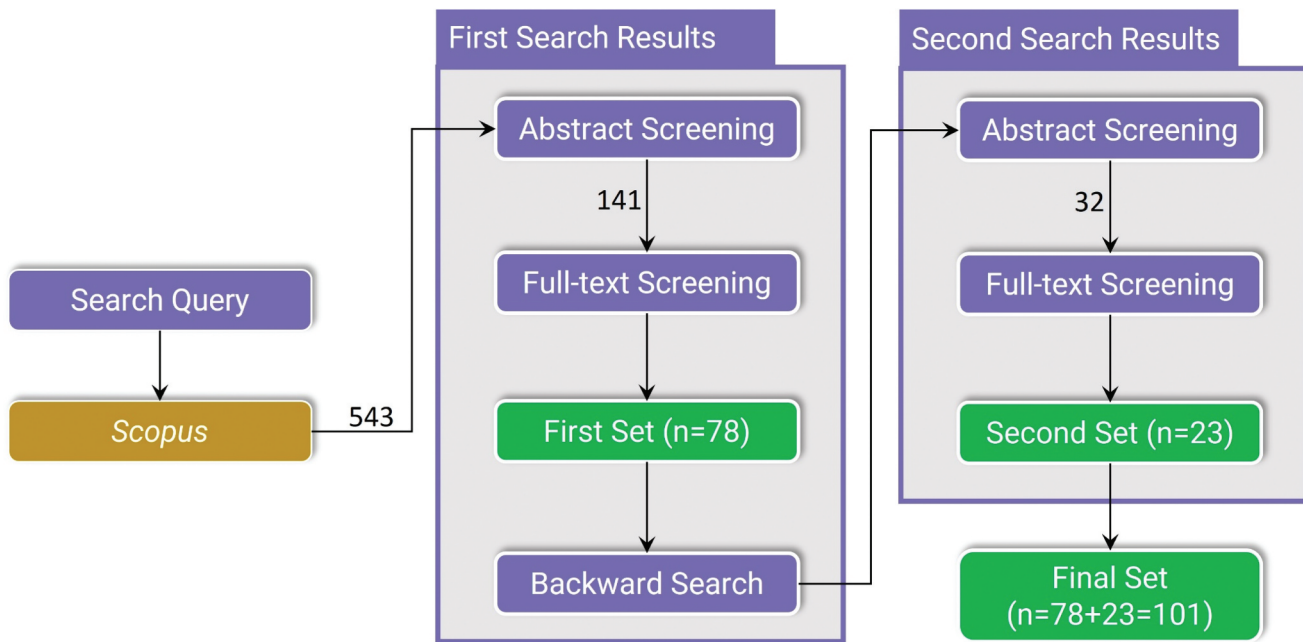 Search Query
Scopus
543
First Search Results
Abstract Screening
141
Full-text Screening
First Set (n=78)
Backward Search
Second Search Results
Abstract Screening
32
Full-text Screening
Second Set (n=23)
Final Set
(n=78+23=101)